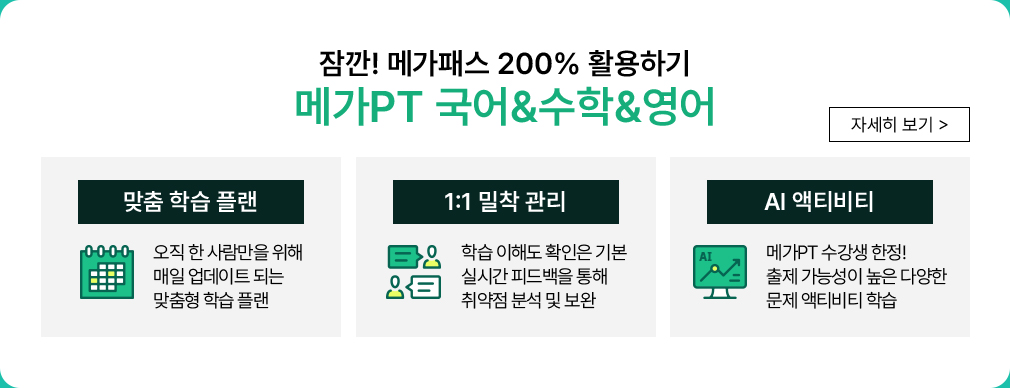 잠깐! 메가패스 200% 활용하기
메가PT 국어&수학&영어
자세히 보기 >
맞춤 학습 플랜
오직 한 사람만을 위해
매일 업데이트 되는
맞춤형 학습 플랜
1:1 밀착 관리
학습 이해도 확인은 기본
실시간 피드백을 통해
취약점 분석 및 보완
AI 액티비티
AI
메가PT 수강생 한정!
출제 가능성이 높은 다양한
문제 액티비티 학습